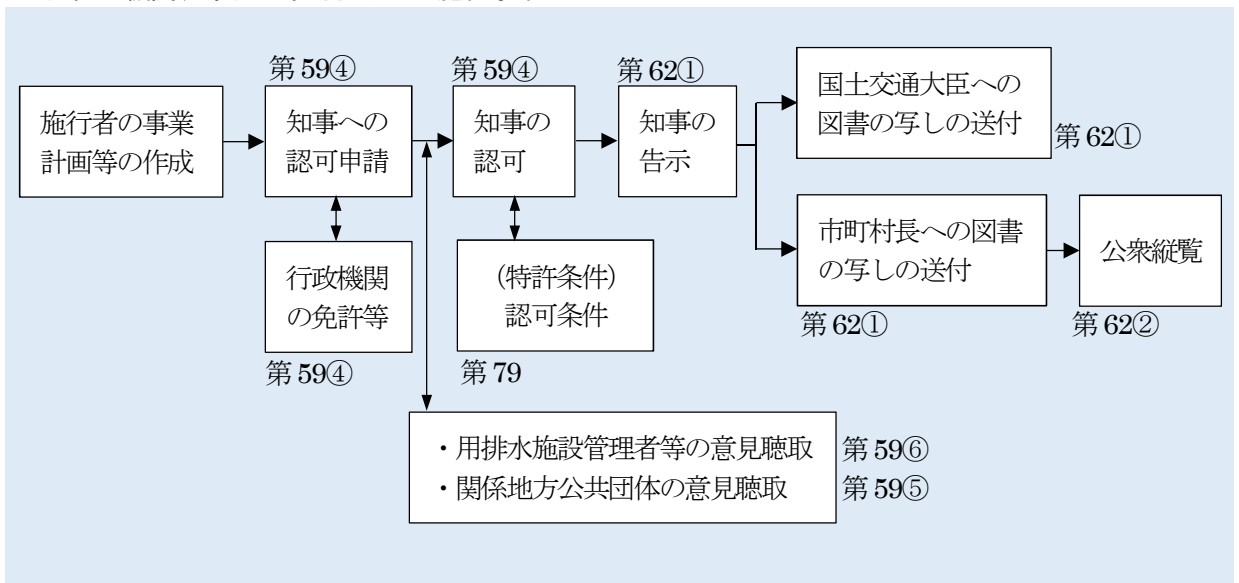 第59④
第59④
第62①
施行者の事業
計画等の作成
知事への
認可申請
知事の
認可
知事の
告示
国土交通大臣への
図書の写しの送付
第62①
行政機関
の免許等
第59④
(特許条件)
認可条件
第79
市町村長への図書
の写しの送付
第62①
公衆縦覧
第62②
・用排水施設管理者等の意見聴取 第59⑥
・関係地方公共団体の意見聴取 第59⑤